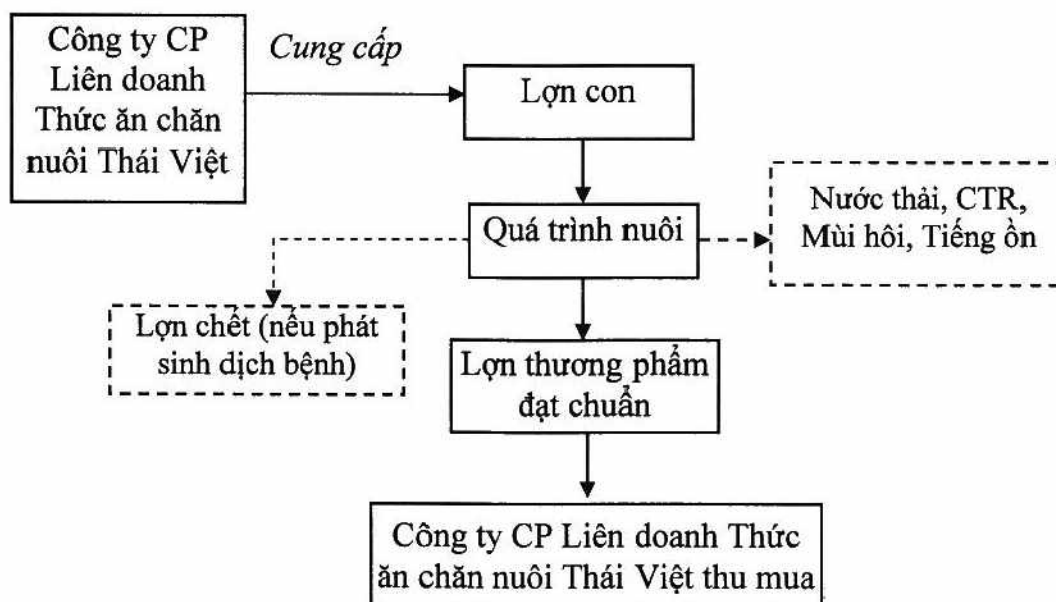 Công ty CP
Liên doanh
Thức ăn chăn
nuôi Thái Việt
Cung cấp
Lợn con
Quá trình nuôi
Nước thải, CTR,
Mùi hôi, Tiếng ồn
Lợn chết (nếu phát
sinh dịch bệnh)
Lợn thương phẩm
đạt chuẩn
Công ty CP Liên doanh Thức
ăn chăn nuôi Thái Việt thu mua